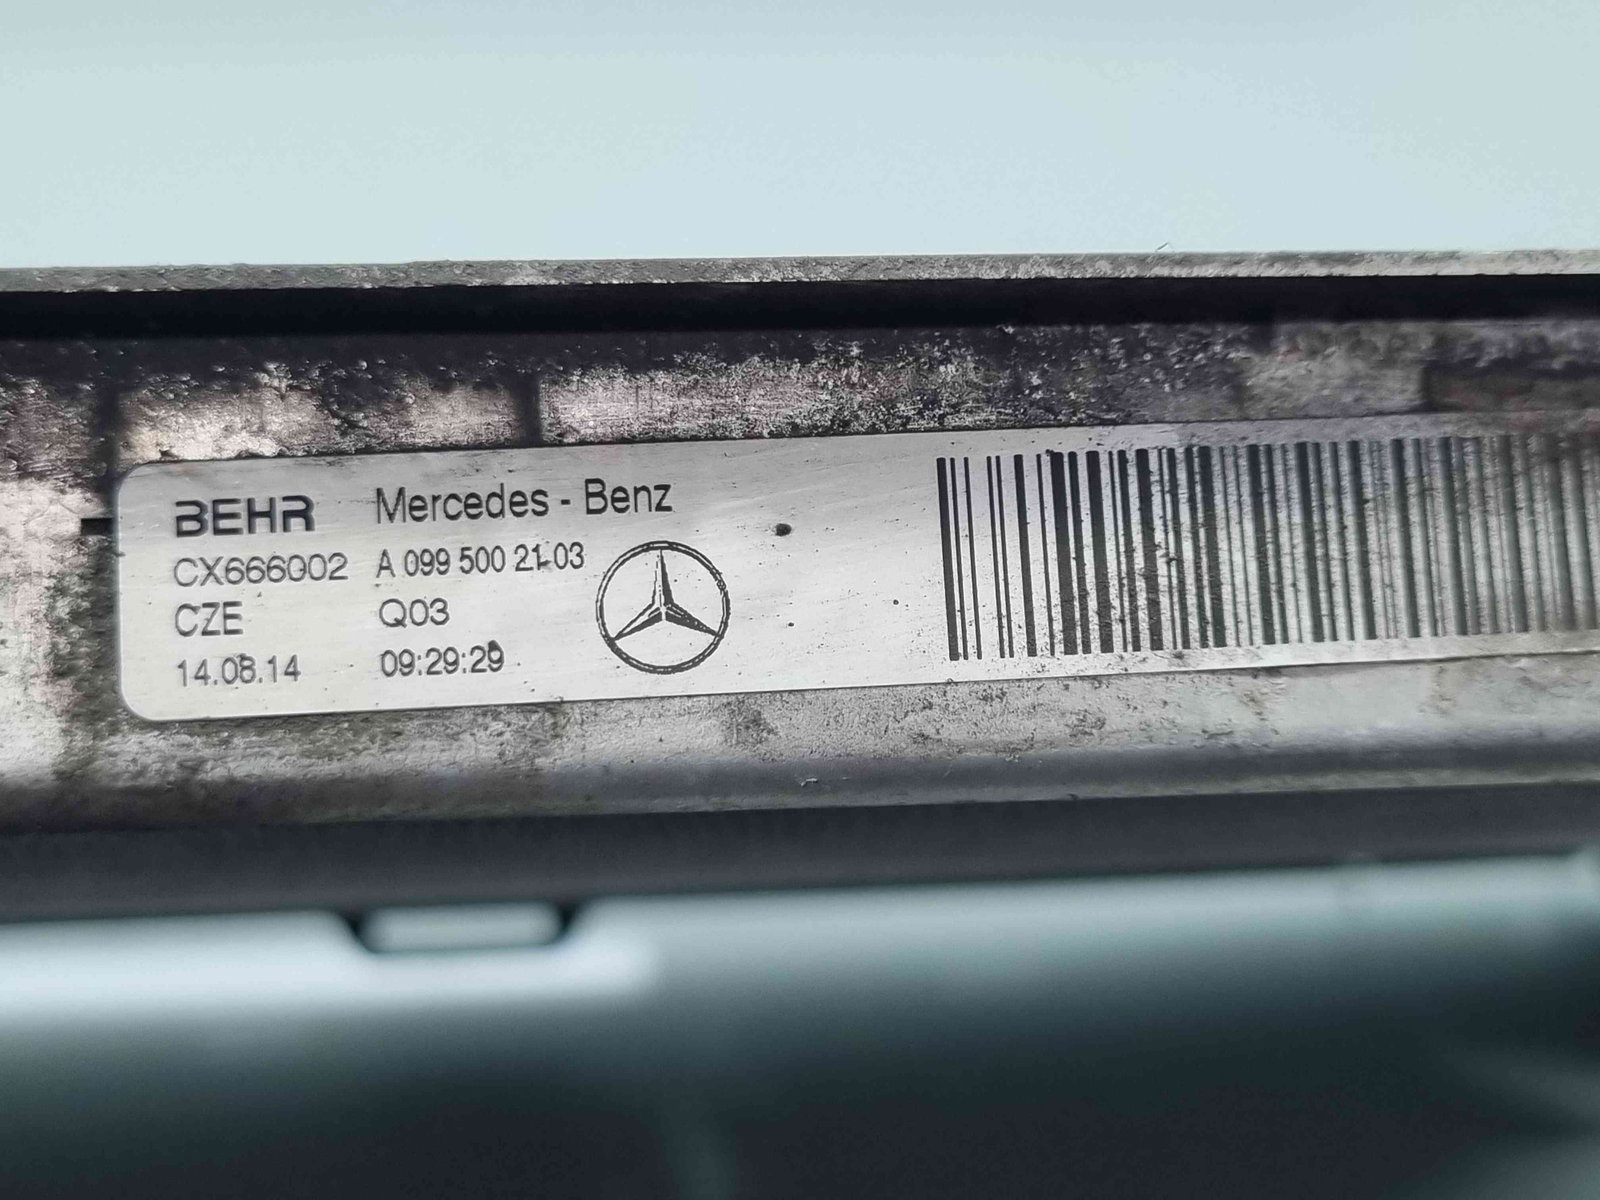 BEHR Mercedes - Benz
CX666002 A 099 500 21 03
CZE Q03
14.08.14 09:29:29